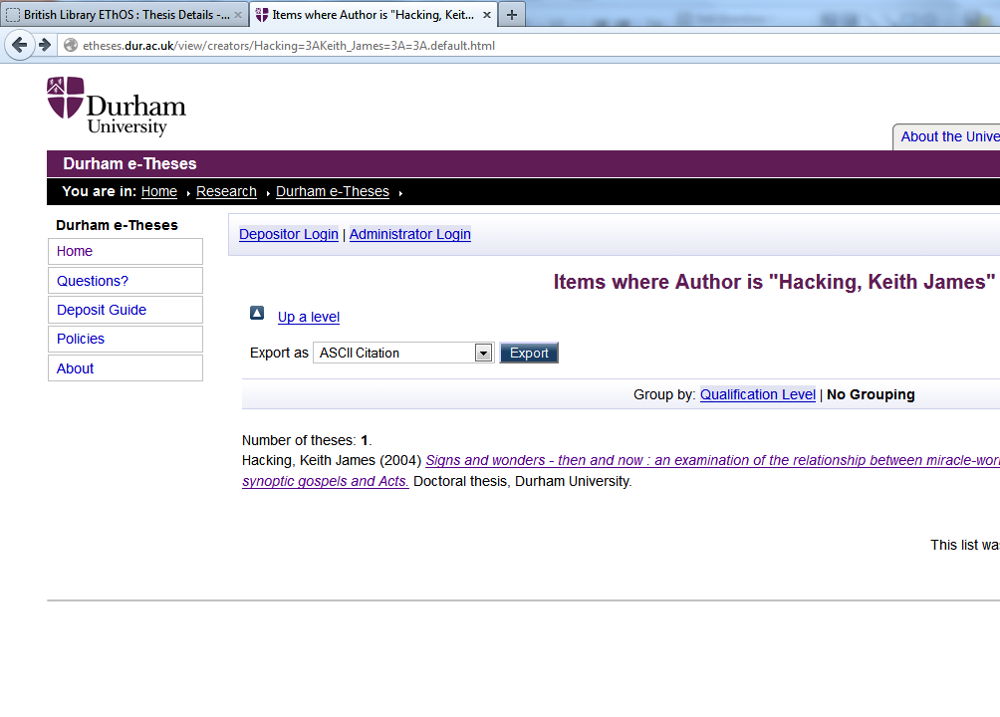 British Library EThOS : Thesis Details -...
Items where Author is "Hacking, Keit...
etheses.dur.ac.uk/view/creators/Hacking=3AKeith_James=3A=3A.default.html
Durham
University
About the Unive
Durham e-Theses
You are in: Home Research Durham e-Theses
Durham e-Theses
Home
Questions?
Deposit Guide
Policies
About
Depositor Login | Administrator Login
Items where Author is "Hacking, Keith James"
Up a level
Export as ASCII Citation Export
Group by: Qualification Level | No Grouping
Number of theses: 1.
Hacking, Keith James (2004) Signs and wonders - then and now : an examination of the relationship between miracle-wor
synoptic gospels and Acts. Doctoral thesis, Durham University.
This list wa